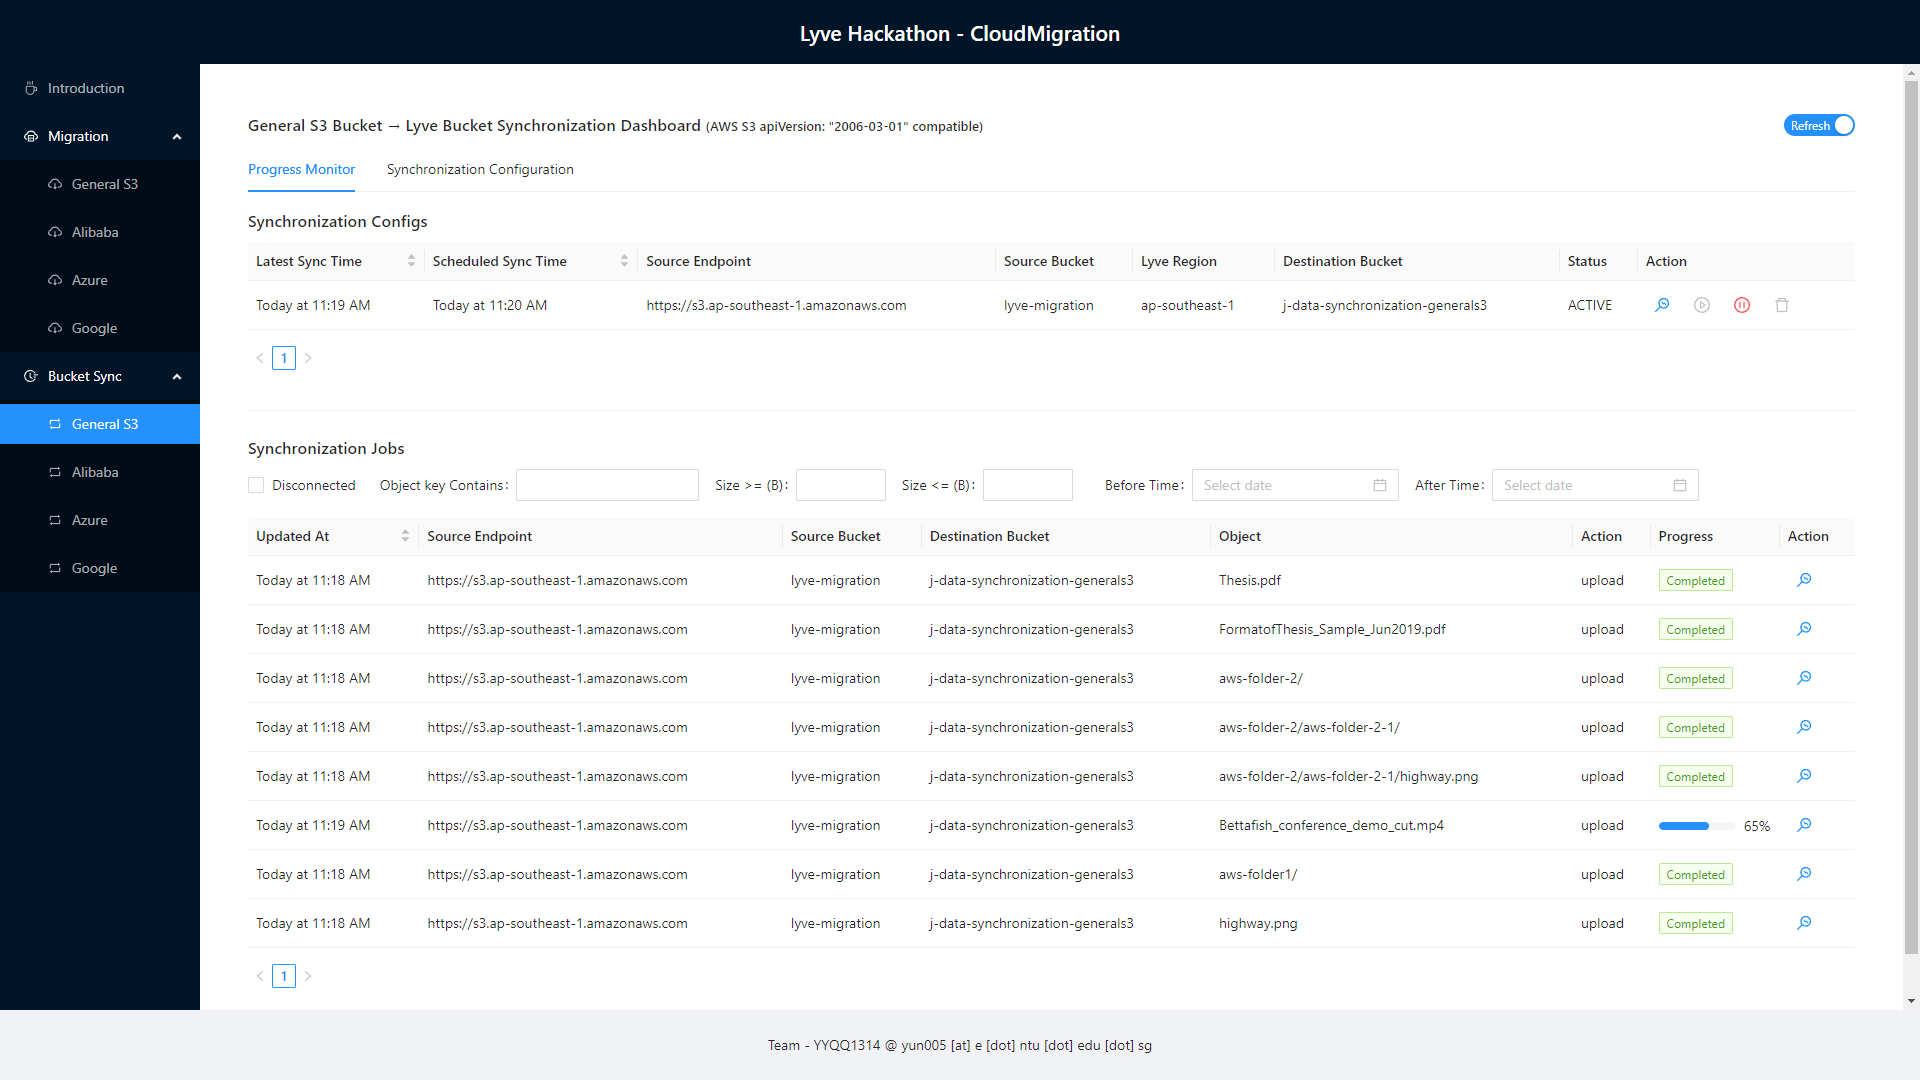 Lyve Hackathon - CloudMigration
Introduction
Migration
General S3
Alibaba
Azure
Google
Bucket Sync
General S3
Alibaba
Azure
Google
General S3 Bucket → Lyve Bucket Synchronization Dashboard (AWS S3 apiVersion: "2006-03-01" compatible)
Refresh
Progress Monitor Synchronization Configuration
Synchronization Configs
Latest Sync Time Scheduled Sync Time Source Endpoint Source Bucket Lyve Region Destination Bucket Status Action
Today at 11:19 AM Today at 11:20 AM https://s3.ap-southeast-1.amazonaws.com lyve-migration ap-southeast-1 j-data-synchronization-generals3 ACTIVE
1
Synchronization Jobs
Disconnected Object key Contains: Size >= (B): Size <= (B): Before Time: Select date After Time: Select date
Updated At Source Endpoint Source Bucket Destination Bucket Object Action Progress Action
Today at 11:18 AM https://s3.ap-southeast-1.amazonaws.com lyve-migration j-data-synchronization-generals3 Thesis.pdf upload Completed
Today at 11:18 AM https://s3.ap-southeast-1.amazonaws.com lyve-migration j-data-synchronization-generals3 FormatofThesis_Sample_Jun2019.pdf upload Completed
Today at 11:18 AM https://s3.ap-southeast-1.amazonaws.com lyve-migration j-data-synchronization-generals3 aws-folder-2/ upload Completed
Today at 11:18 AM https://s3.ap-southeast-1.amazonaws.com lyve-migration j-data-synchronization-generals3 aws-folder-2/aws-folder-2-1/ upload Completed
Today at 11:18 AM https://s3.ap-southeast-1.amazonaws.com lyve-migration j-data-synchronization-generals3 aws-folder-2/aws-folder-2-1/highway.png upload Completed
Today at 11:19 AM https://s3.ap-southeast-1.amazonaws.com lyve-migration j-data-synchronization-generals3 Bettafish_conference_demo_cut.mp4 upload 65%
Today at 11:18 AM https://s3.ap-southeast-1.amazonaws.com lyve-migration j-data-synchronization-generals3 aws-folder1/ upload Completed
Today at 11:18 AM https://s3.ap-southeast-1.amazonaws.com lyve-migration j-data-synchronization-generals3 highway.png upload Completed
1
Team - YYQQ1314 @ yun005 [at] e [dot] ntu [dot] edu [dot] sg